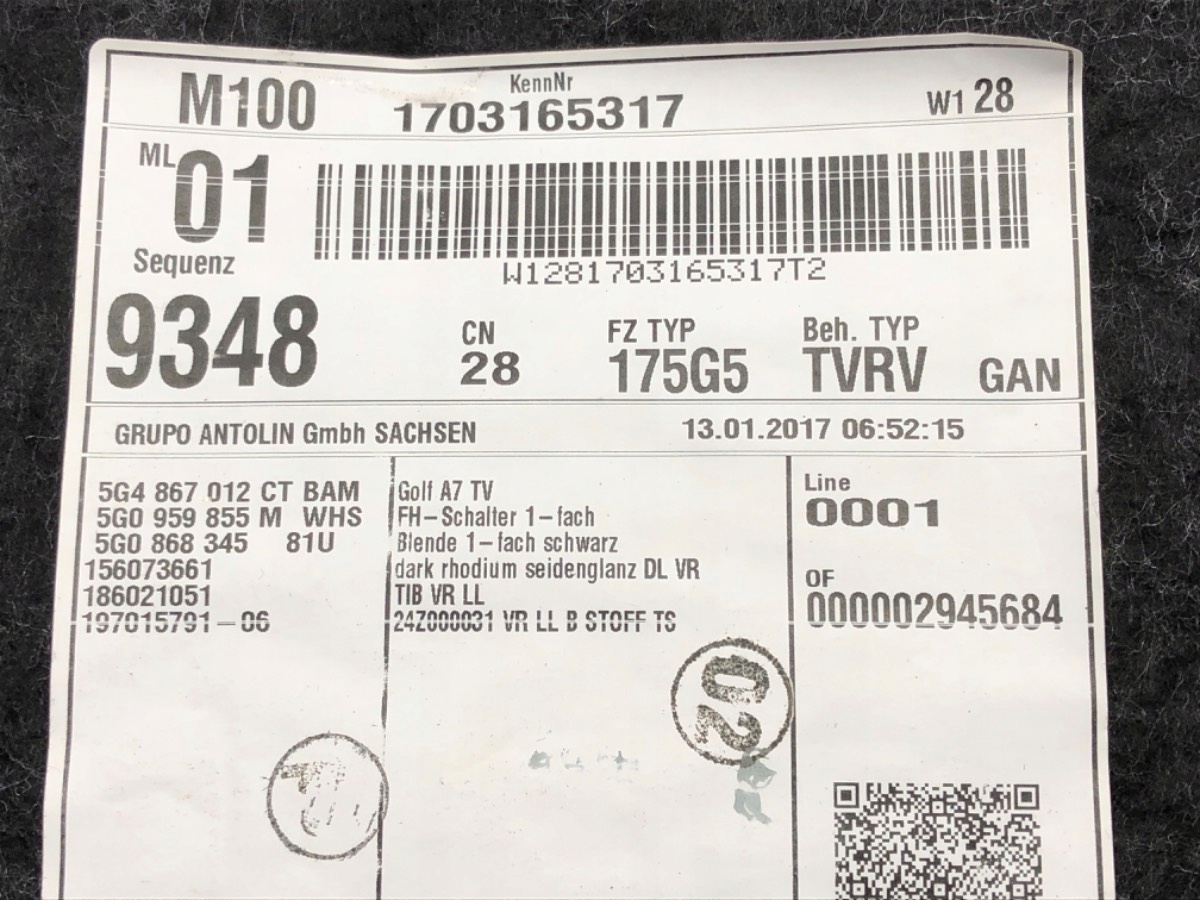 M100 KennNr W1 28
1703165317
ML 01
W1281703165317T2
Sequenz
9348
CN FZ TYP Beh. TYP
28 175G5 TVRV GAN
GRUPO ANTOLIN Gmbh SACHSEN 13.01.2017 06:52:15
5G4 867 012 CT BAM Golf A7 TV
5G0 959 855 M WHS FH-Schalter 1-fach
5G0 868 345 81U Blende 1-fach schwarz
156073661 dark rhodium seidenglanz DL VR
186021051 TIB VR LL
197015791-06 24Z000031 VR LL B STOFF TS
Line
0001
OF
000002945684
02